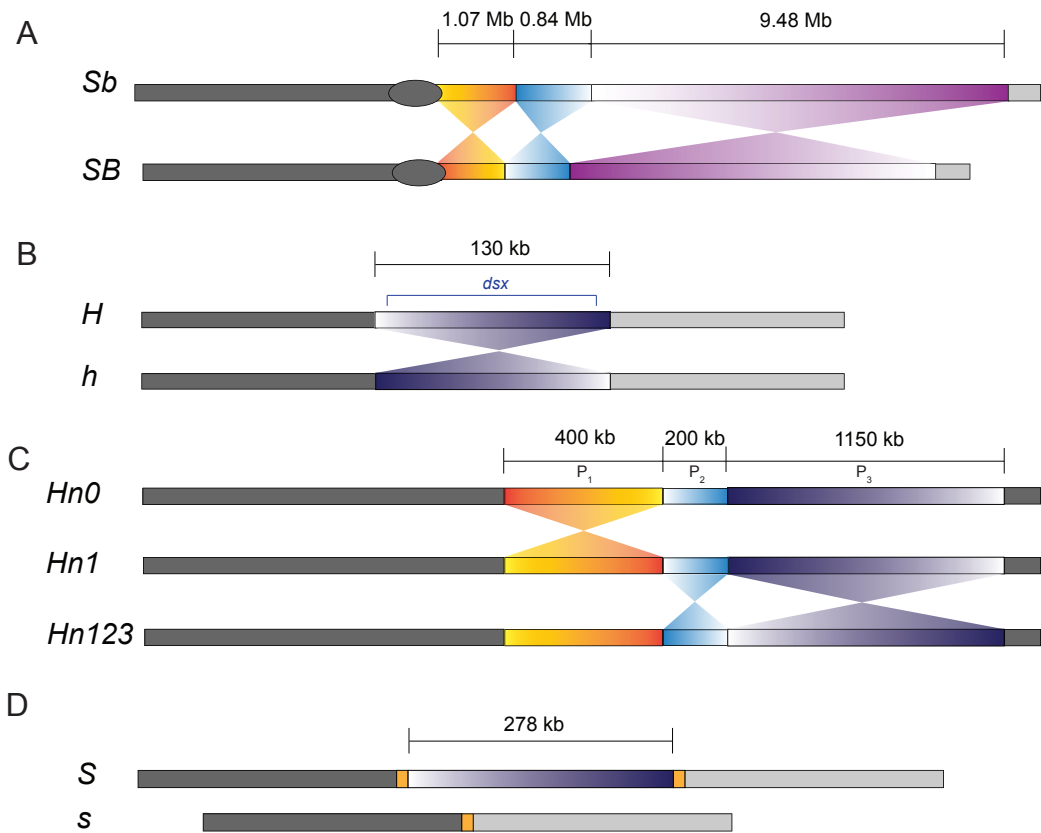 A
1.07 Mb 0.84 Mb 9.48 Mb
Sb
SB
B
130 kb
dsx
H
h
C
400 kb 200 kb 1150 kb
P1 P2 P3
Hn0
Hn1
Hn123
D
278 kb
S
s